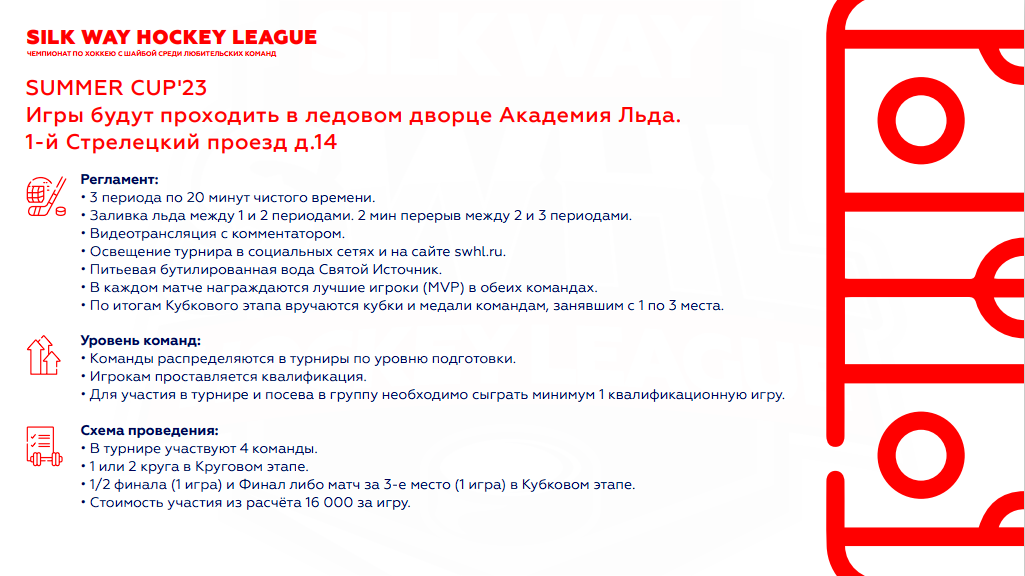 SILK WAY HOCKEY LEAGUE
ЧЕМПИОНАТ ПО ХОККЕЮ С ШАЙБОЙ СРЕДИ ЛЮБИТЕЛЬСКИХ КОМАНД
SUMMER CUP'23
Игры будут проходить в ледовом дворце Академия Льда.
1-й Стрелецкий проезд д.14
Регламент:
• 3 периода по 20 минут чистого времени.
• Заливка льда между 1 и 2 периодами. 2 мин перерыв между 2 и 3 периодами.
• Видеотрансляция с комментатором.
• Освещение турнира в социальных сетях и на сайте swhl.ru.
• Питьевая бутилированная вода Святой Источник.
• В каждом матче награждаются лучшие игроки (MVP) в обеих командах.
• По итогам Кубкового этапа вручаются кубки и медали командам, занявшим с 1 по 3 места.
Уровень команд:
• Команды распределяются в турниры по уровню подготовки.
• Игрокам проставляется квалификация.
• Для участия в турнире и посева в группу необходимо сыграть минимум 1 квалификационную игру.
Схема проведения:
• В турнире участвуют 4 команды.
• 1 или 2 круга в Круговом этапе.
• 1/2 финала (1 игра) и Финал либо матч за 3-е место (1 игра) в Кубковом этапе.
• Стоимость участия из расчёта 16 000 за игру.